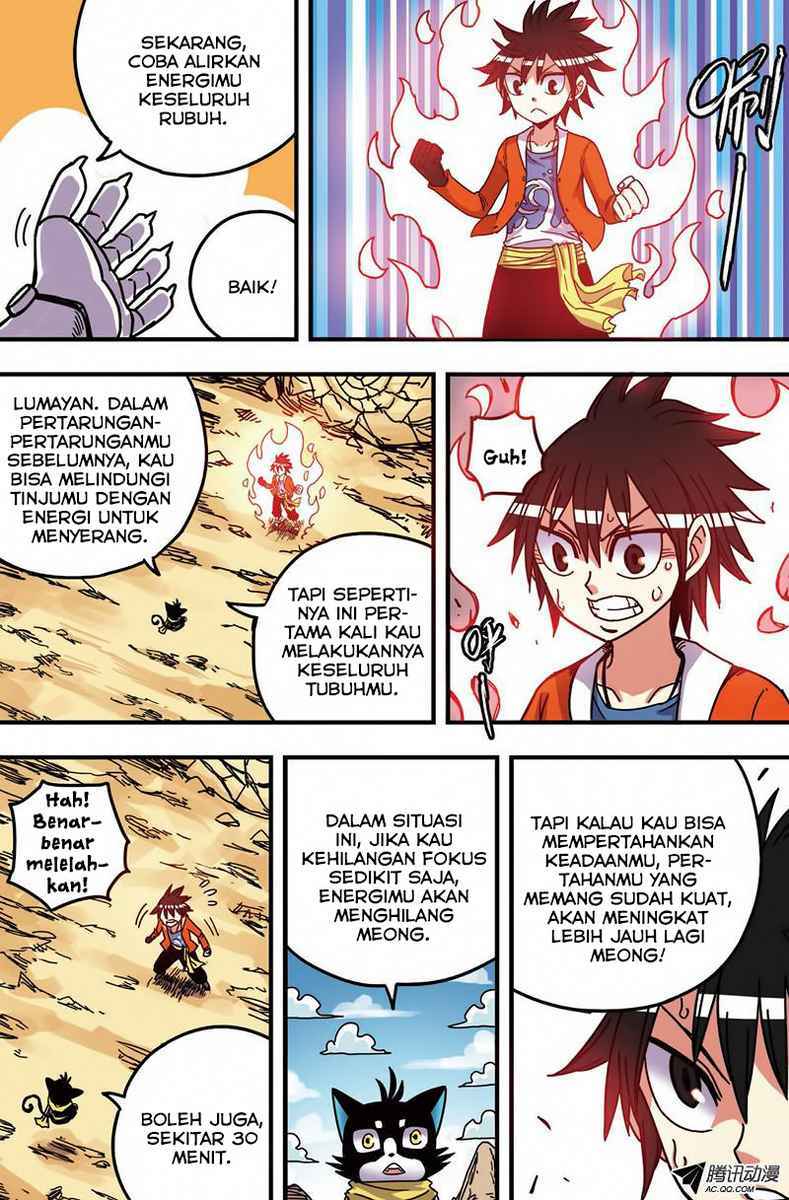 SEKARANG,
COBA ALIRKAN
ENERGIMU
KESELURUH
RUBUH.
BAIK!
LUMAYAN. DALAM
PERTARUNGAN-
PERTARUNGANMU
SEBELUMNYA, KAU
BISA MELINDUNGI
TINJUMU DENGAN
ENERGI UNTUK
MENYERANG.
TAPI SEPERTI-
NYA INI PER-
TAMA KALI KAU
MELAKUKANNYA
KESELURUH
TUBUHMU.
Guh!
Hah!
Benar-
benar
melelah-
kan!
BOLEH JUGA,
SEKITAR 30
MENIT.
DALAM SITUASI
INI, JIKA KAU
KEHILANGAN FOKUS
SEDIKIT SAJA,
ENERGIMU AKAN
MENGHILANG
MEONG.
TAPI KALAU KAU BISA
MEMPERTAHANKAN
KEADAANMU, PER-
TAHANMU YANG
MEMANG SUDAH KUAT,
AKAN MENINGKAT
LEBIH JAUH LAGI
MEONG!
腾讯动漫
AC.QQ.COM